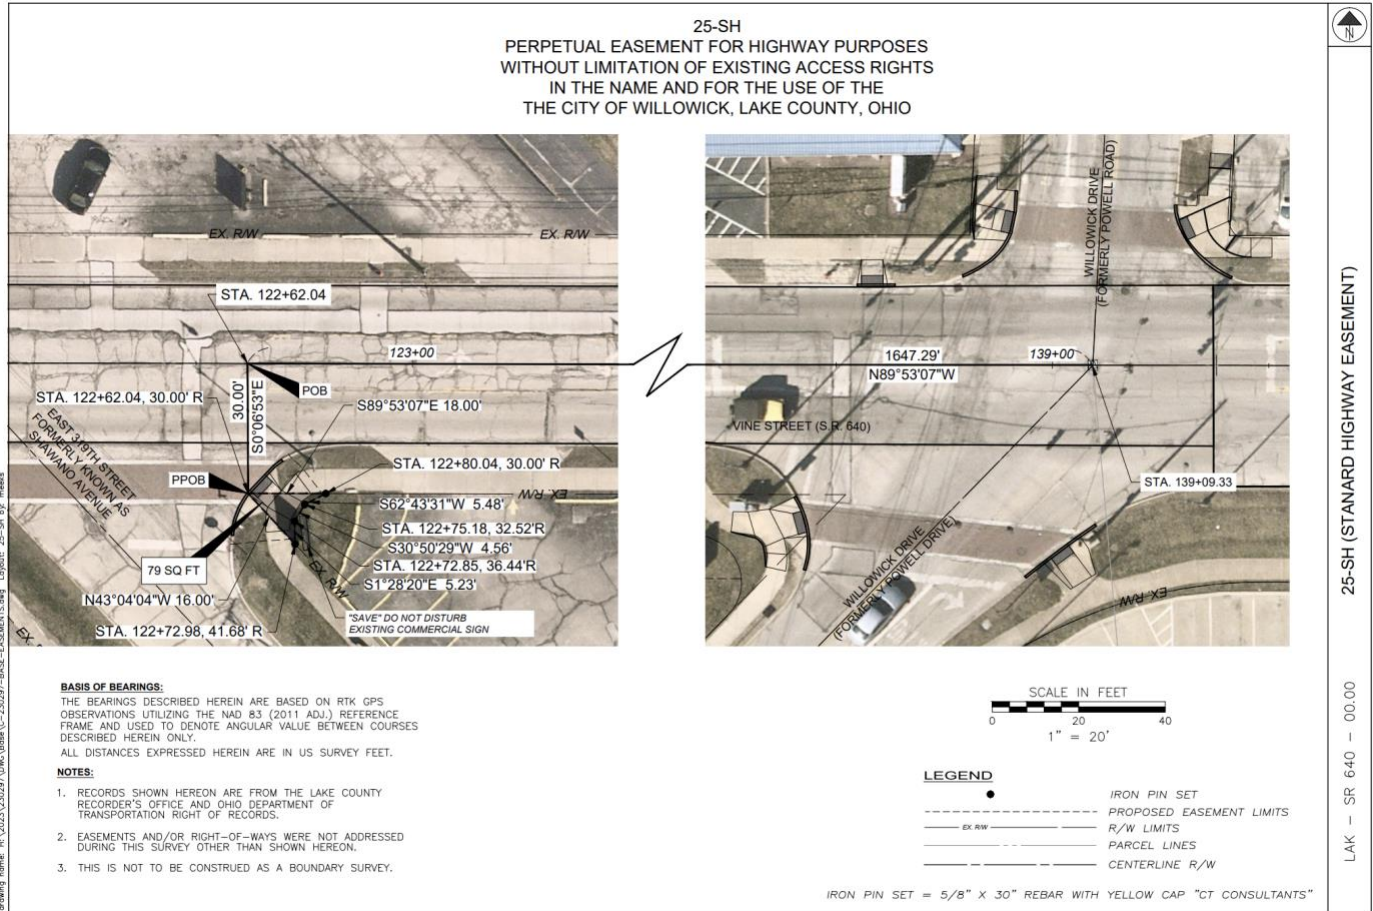 25-SH
PERPETUAL EASEMENT FOR HIGHWAY PURPOSES
WITHOUT LIMITATION OF EXISTING ACCESS RIGHTS
IN THE NAME AND FOR THE USE OF THE
THE CITY OF WILLOWICK, LAKE COUNTY, OHIO
N
EX. R/W
EX. R/W
STA. 122+62.04
123+00
POB
30.00'
S0°06'53"E
STA. 122+62.04, 30.00' R
S89°53'07"E 18.00'
EAST 319TH STREET
FORMERLY KNOWN AS
SHAWANO AVENUE
STA. 122+80.04, 30.00' R
PPOB
EX. R/W
S62°43'31"W 5.48'
STA. 122+75.18, 32.52'R
S30°50'29"W 4.56'
STA. 122+72.85, 36.44'R
79 SQ FT
EX. R/W
S1°28'20"E 5.23'
N43°04'04"W 16.00'
"SAVE" DO NOT DISTURB
EXISTING COMMERCIAL SIGN
STA. 122+72.98, 41.68' R
EX.
WILLOWICK DRIVE
(FORMERLY POWELL ROAD)
1647.29'
139+00
N89°53'07"W
VINE STREET (S.R. 640)
STA. 139+09.33
WILLOWICK DRIVE
(FORMERLY POWELL DRIVE)
EX. R/W
BASIS OF BEARINGS:
THE BEARINGS DESCRIBED HEREIN ARE BASED ON RTK GPS
OBSERVATIONS UTILIZING THE NAD 83 (2011 ADJ.) REFERENCE
FRAME AND USED TO DENOTE ANGULAR VALUE BETWEEN COURSES
DESCRIBED HEREIN ONLY.
ALL DISTANCES EXPRESSED HEREIN ARE IN US SURVEY FEET.
NOTES:
1. RECORDS SHOWN HEREON ARE FROM THE LAKE COUNTY
RECORDER'S OFFICE AND OHIO DEPARTMENT OF
TRANSPORTATION RIGHT OF RECORDS.
2. EASEMENTS AND/OR RIGHT-OF-WAYS WERE NOT ADDRESSED
DURING THIS SURVEY OTHER THAN SHOWN HEREON.
3. THIS IS NOT TO BE CONSTRUED AS A BOUNDARY SURVEY.
SCALE IN FEET
0 20 40
1" = 20'
LEGEND
IRON PIN SET
PROPOSED EASEMENT LIMITS
EX R/W R/W LIMITS
PARCEL LINES
CENTERLINE R/W
IRON PIN SET = 5/8" X 30" REBAR WITH YELLOW CAP "CT CONSULTANTS"
25-SH (STANARD HIGHWAY EASEMENT)
LAK - SR 640 - 00.00